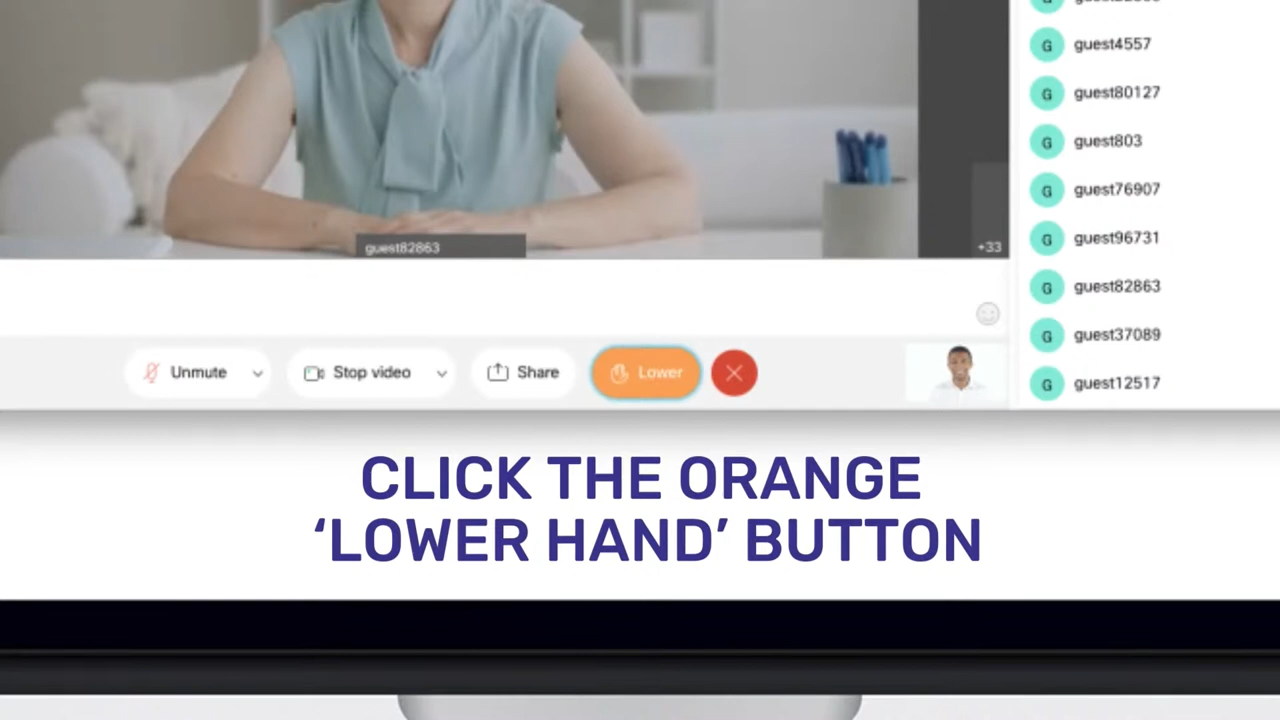 G guest4557
G guest80127
G guest803
G guest76907
G guest96731
G guest82863
G guest37089
G guest12517
guest82863
+33
Unmute
Stop video
Share
Lower
CLICK THE ORANGE
‘LOWER HAND’ BUTTON